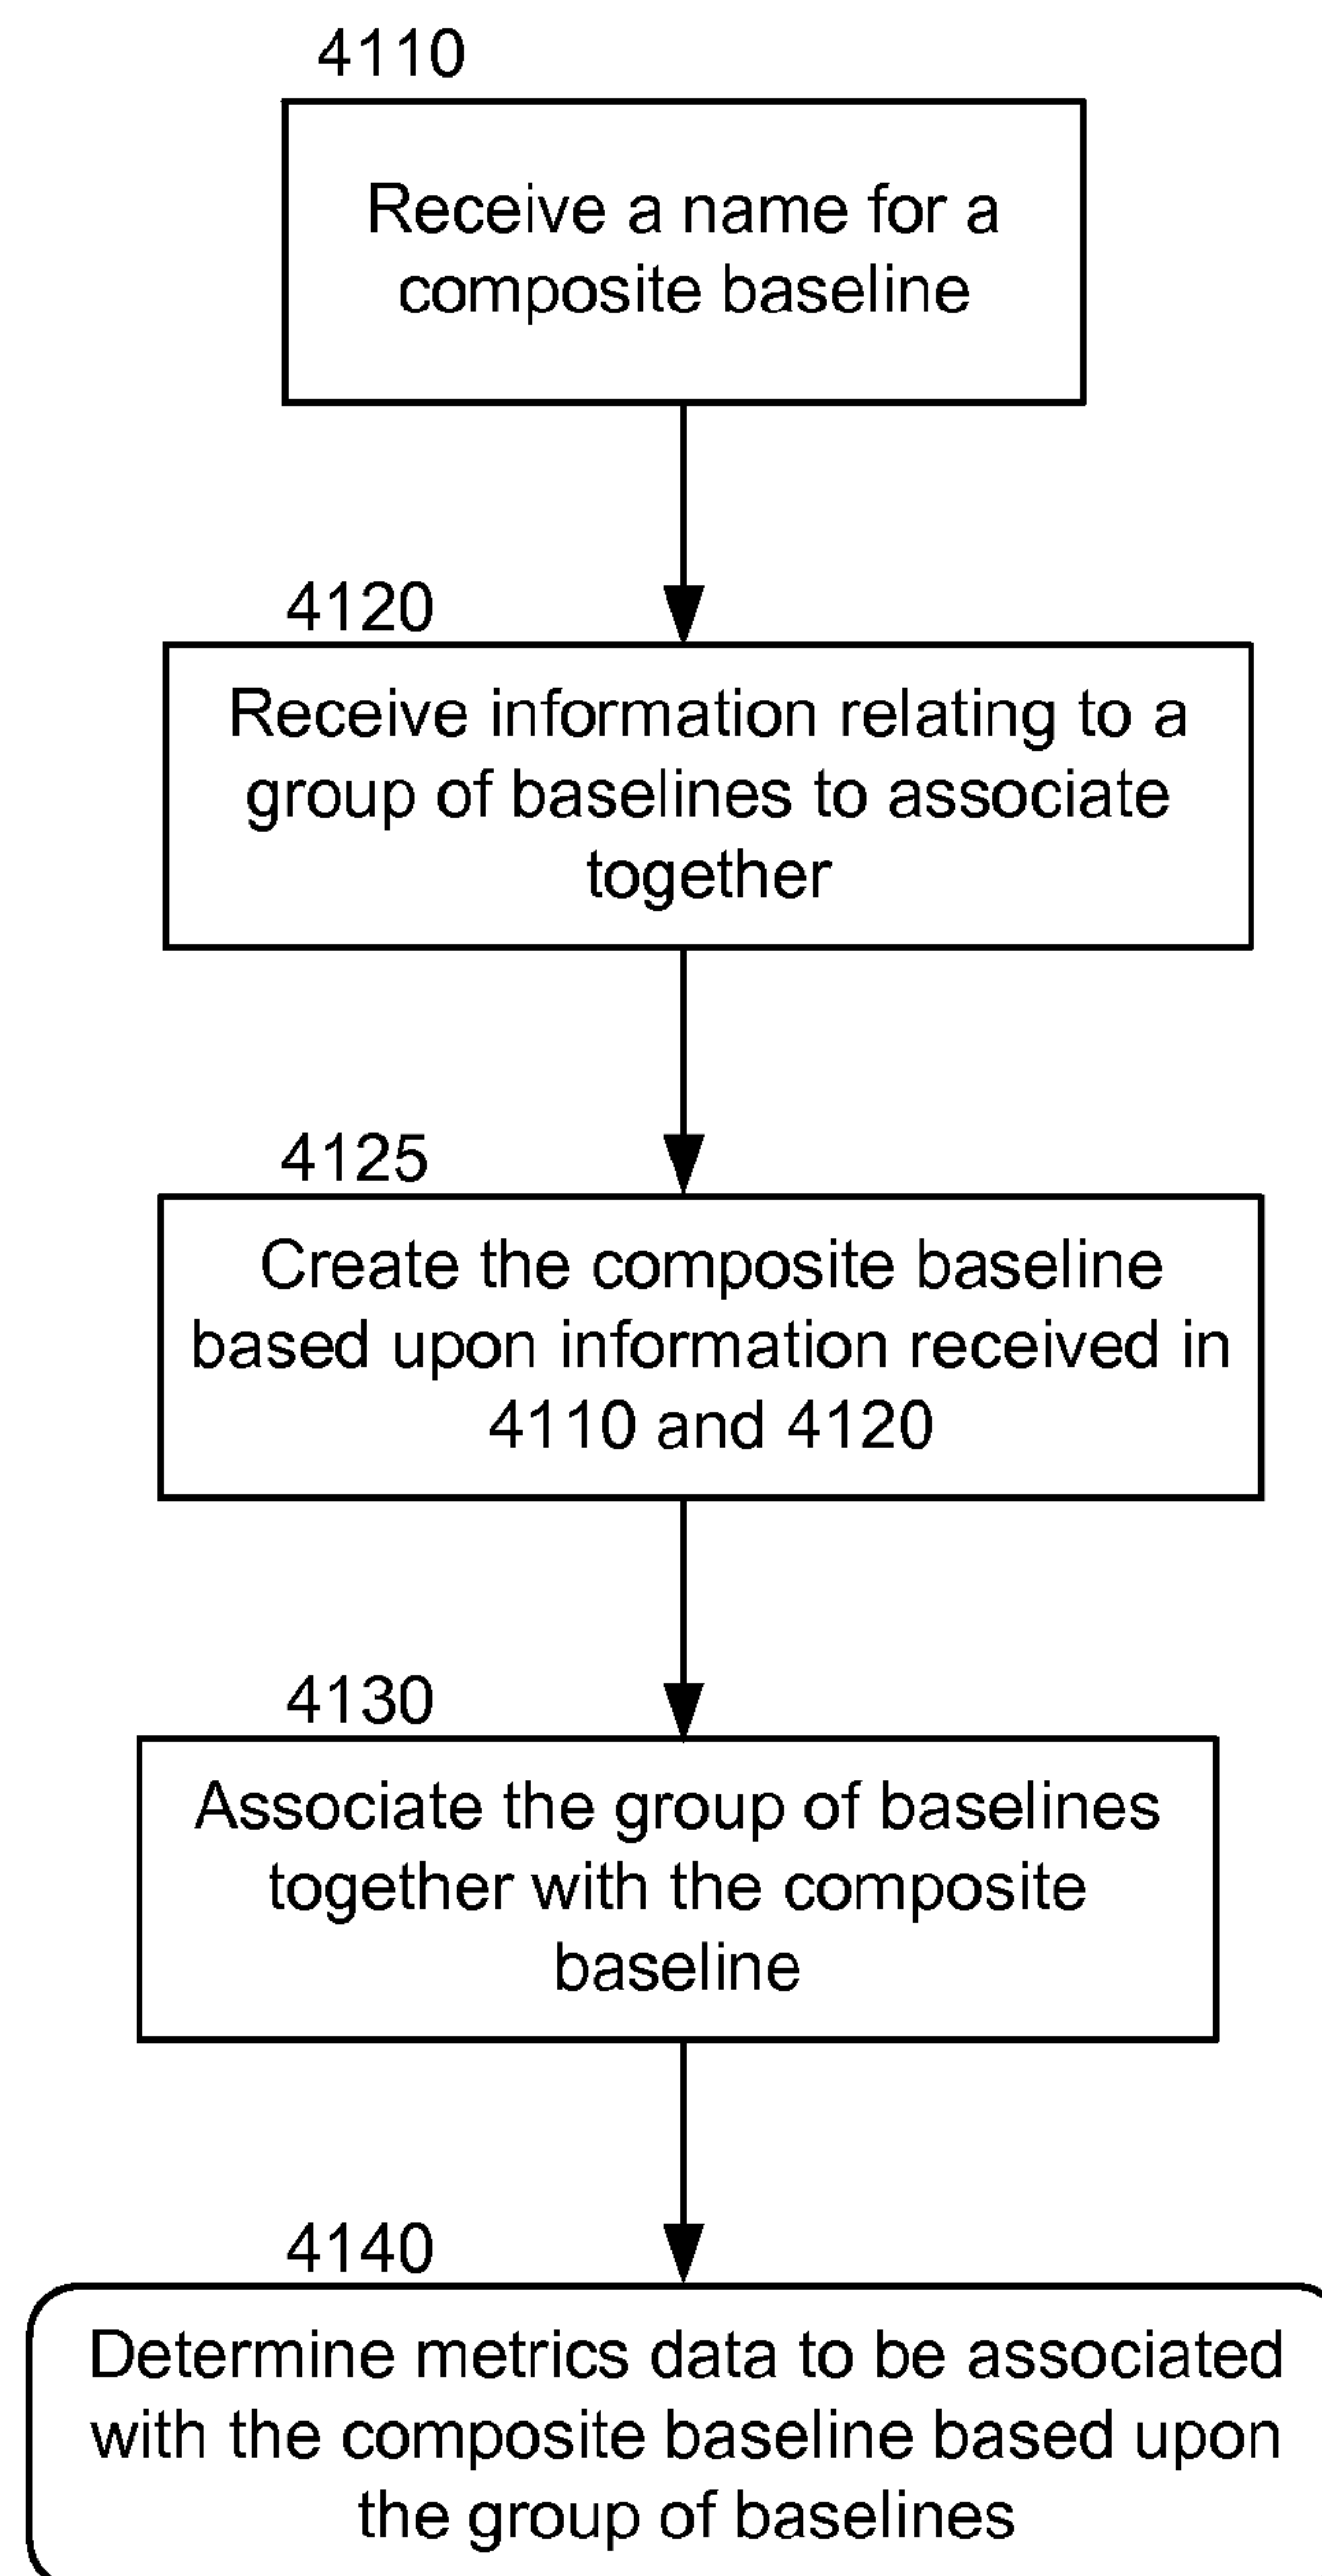 4110
Receive a name for a
composite baseline
4120
Receive information relating to a
group of baselines to associate
together
4125
Create the composite baseline
based upon information received in
4110 and 4120
4130
Associate the group of baselines
together with the composite
baseline
4140
Determine metrics data to be associated
with the composite baseline based upon
the group of baselines